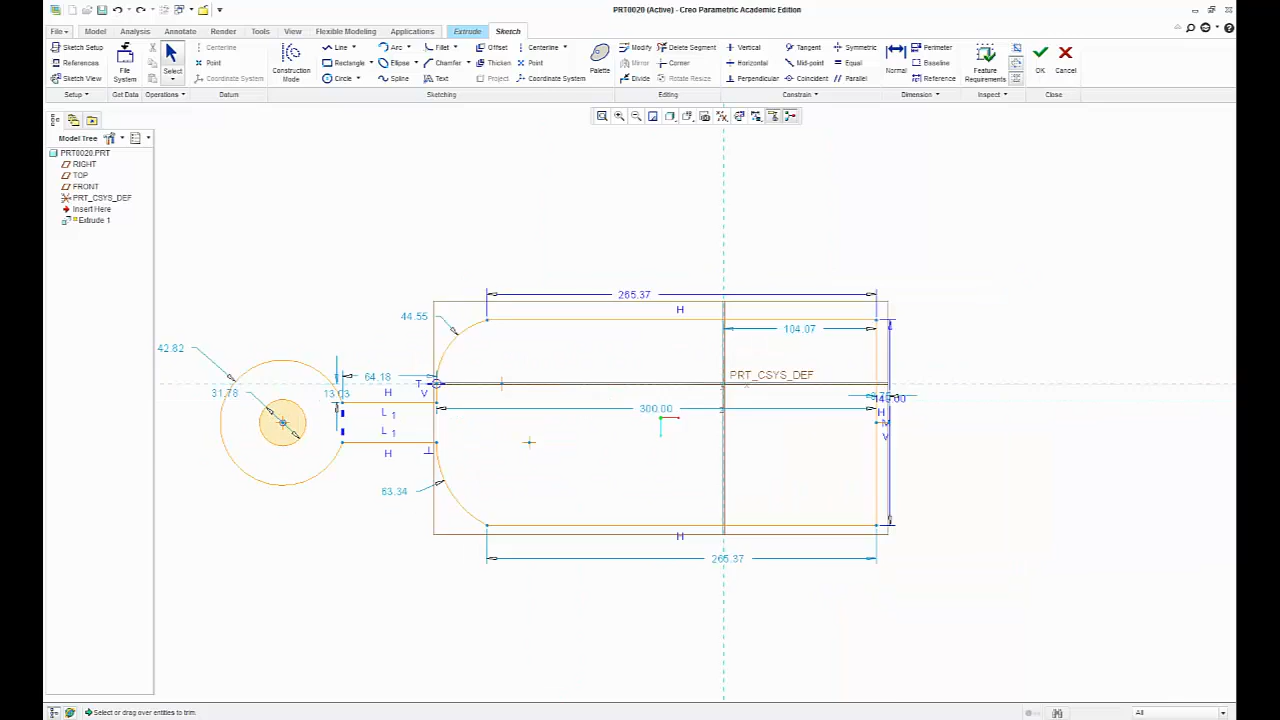 PRT0020 (Active) - Creo Parametric Academic Edition
File Model Analysis Annotate Render Tools View Flexible Modeling Applications Extrude Sketch
Sketch Setup
References
Sketch View
Setup
File System
Get Data
Select
Operations
Centerline
Point
Coordinate System
Datum
Construction Mode
Line Arc Fillet Offset Centerline
Rectangle Ellipse Chamfer Thicken Point
Circle Spline Text Project Coordinate System
Sketching
Palette
Modify Delete Segment
Mirror Corner
Divide Rotate Resize
Editing
Vertical Tangent Symmetric
Horizontal Mid-point Equal
Perpendicular Coincident Parallel
Constrain
Normal
Perimeter
Baseline
Reference
Dimension
Feature Requirements
Inspect
OK
Cancel
Close
Model Tree
PRT0020.PRT
RIGHT
TOP
FRONT
PRT_CSYS_DEF
Insert Here
Extrude 1
265.37
H
44.55
104.07
42.82
64.18
T
PRT_CSYS_DEF
31.78
13.03
H
V
300.00
H
L 1
L 1
V
H
63.34
H
265.37
Select or drag over entities to trim.
All